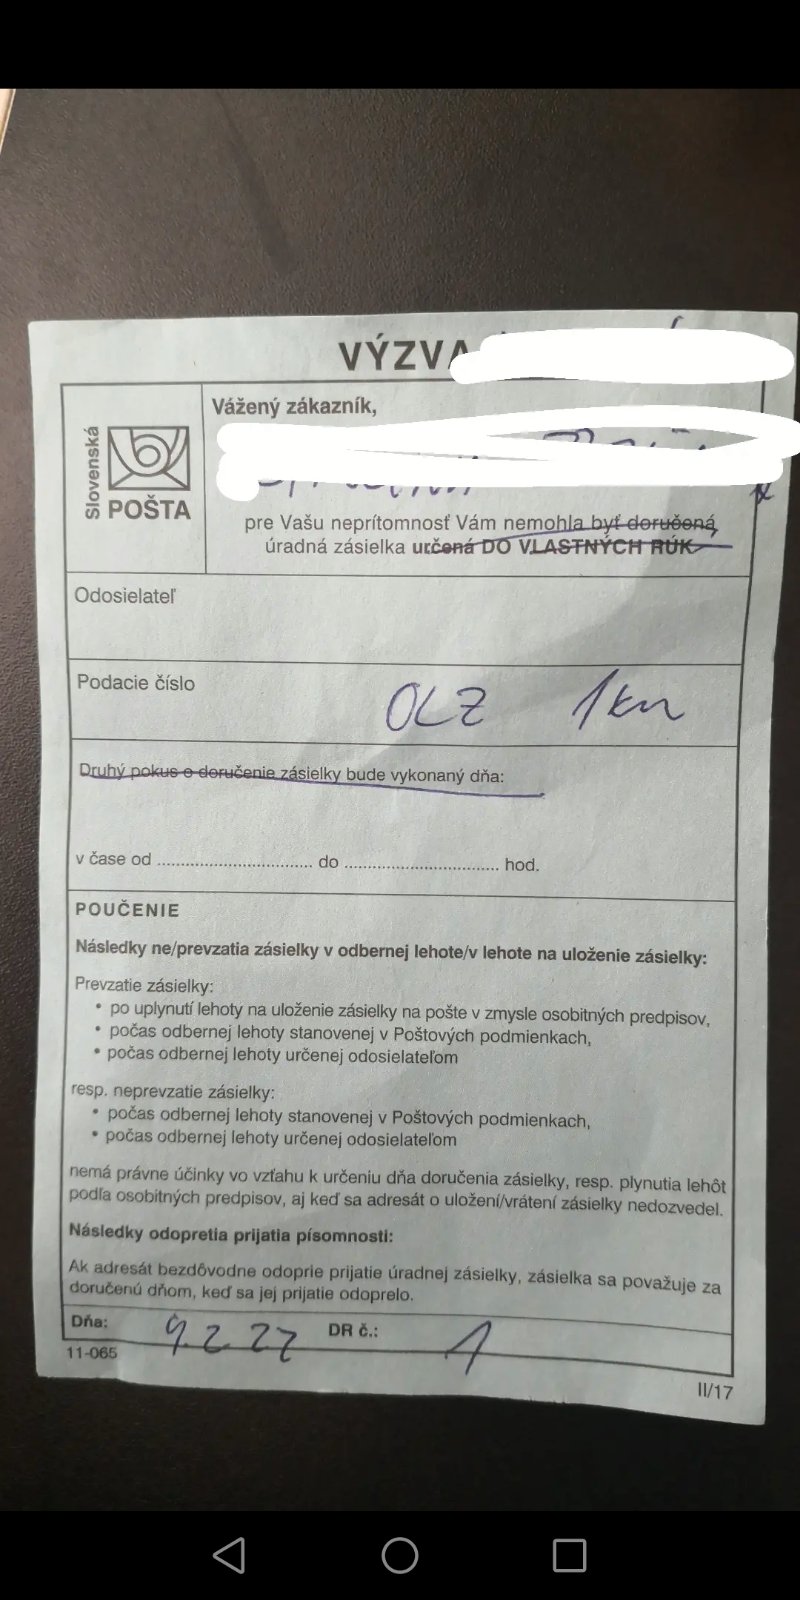 VÝZVA
Slovenská
POŠTA
Vážený zákazník,
pre Vašu neprítomnosť Vám nemohla byť doručená
úradná zásielka určená DO VLASTNÝCH RÚK
Odosielateľ
Podacie číslo
OLZ 1kn
Druhý pokus o doručenie zásielky bude vykonaný dňa:
v čase od ................................ do ................................ hod.
POUČENIE
Následky ne/prevzatia zásielky v odbernej lehote/v lehote na uloženie zásielky:
Prevzatie zásielky:
• po uplynutí lehoty na uloženie zásielky na pošte v zmysle osobitných predpisov,
• počas odbernej lehoty stanovenej v Poštových podmienkach,
• počas odbernej lehoty určenej odosielateľom
resp. neprevzatie zásielky:
• počas odbernej lehoty stanovenej v Poštových podmienkach,
• počas odbernej lehoty určenej odosielateľom
nemá právne účinky vo vzťahu k určeniu dňa doručenia zásielky, resp. plynutia lehôt
podľa osobitných predpisov, aj keď sa adresát o uložení/vrátení zásielky nedozvedel.
Následky odopretia prijatia písomnosti:
Ak adresát bezdôvodne odoprie prijatie úradnej zásielky, zásielka sa považuje za
doručenú dňom, keď sa jej prijatie odoprelo.
Dňa: 9.2.22 DR č.: 1
11-065
II/17